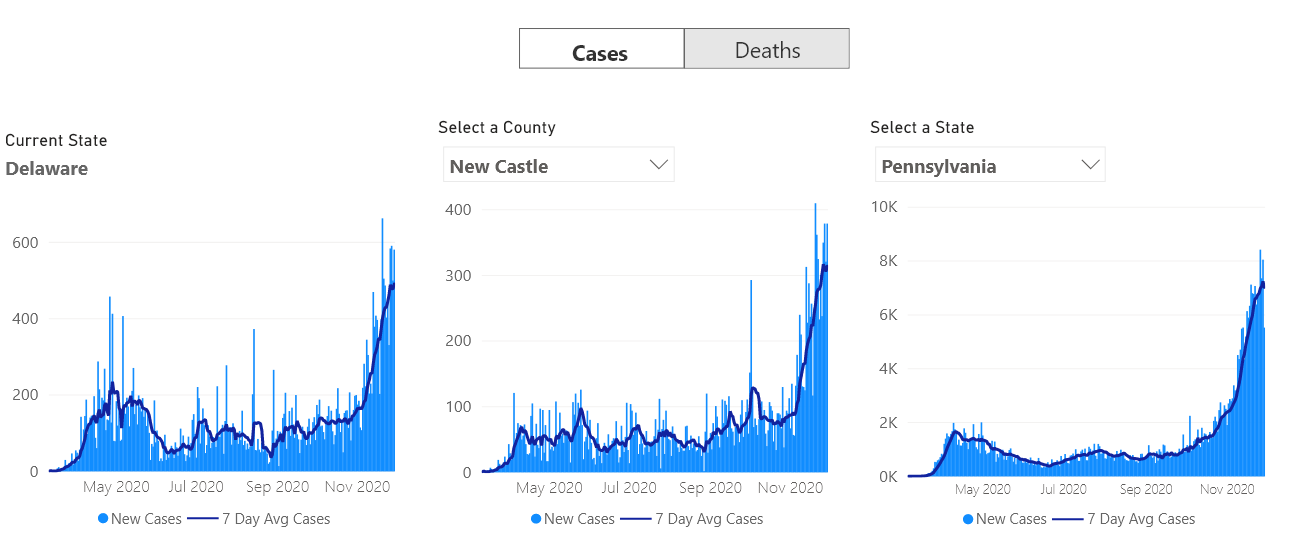 Cases Deaths
Current State
Delaware
600
400
200
0
May 2020 Jul 2020 Sep 2020 Nov 2020
New Cases 7 Day Avg Cases
Select a County
New Castle
400
300
200
100
0
May 2020 Jul 2020 Sep 2020 Nov 2020
New Cases 7 Day Avg Cases
Select a State
Pennsylvania
10K
8K
6K
4K
2K
0K
May 2020 Jul 2020 Sep 2020 Nov 2020
New Cases 7 Day Avg Cases